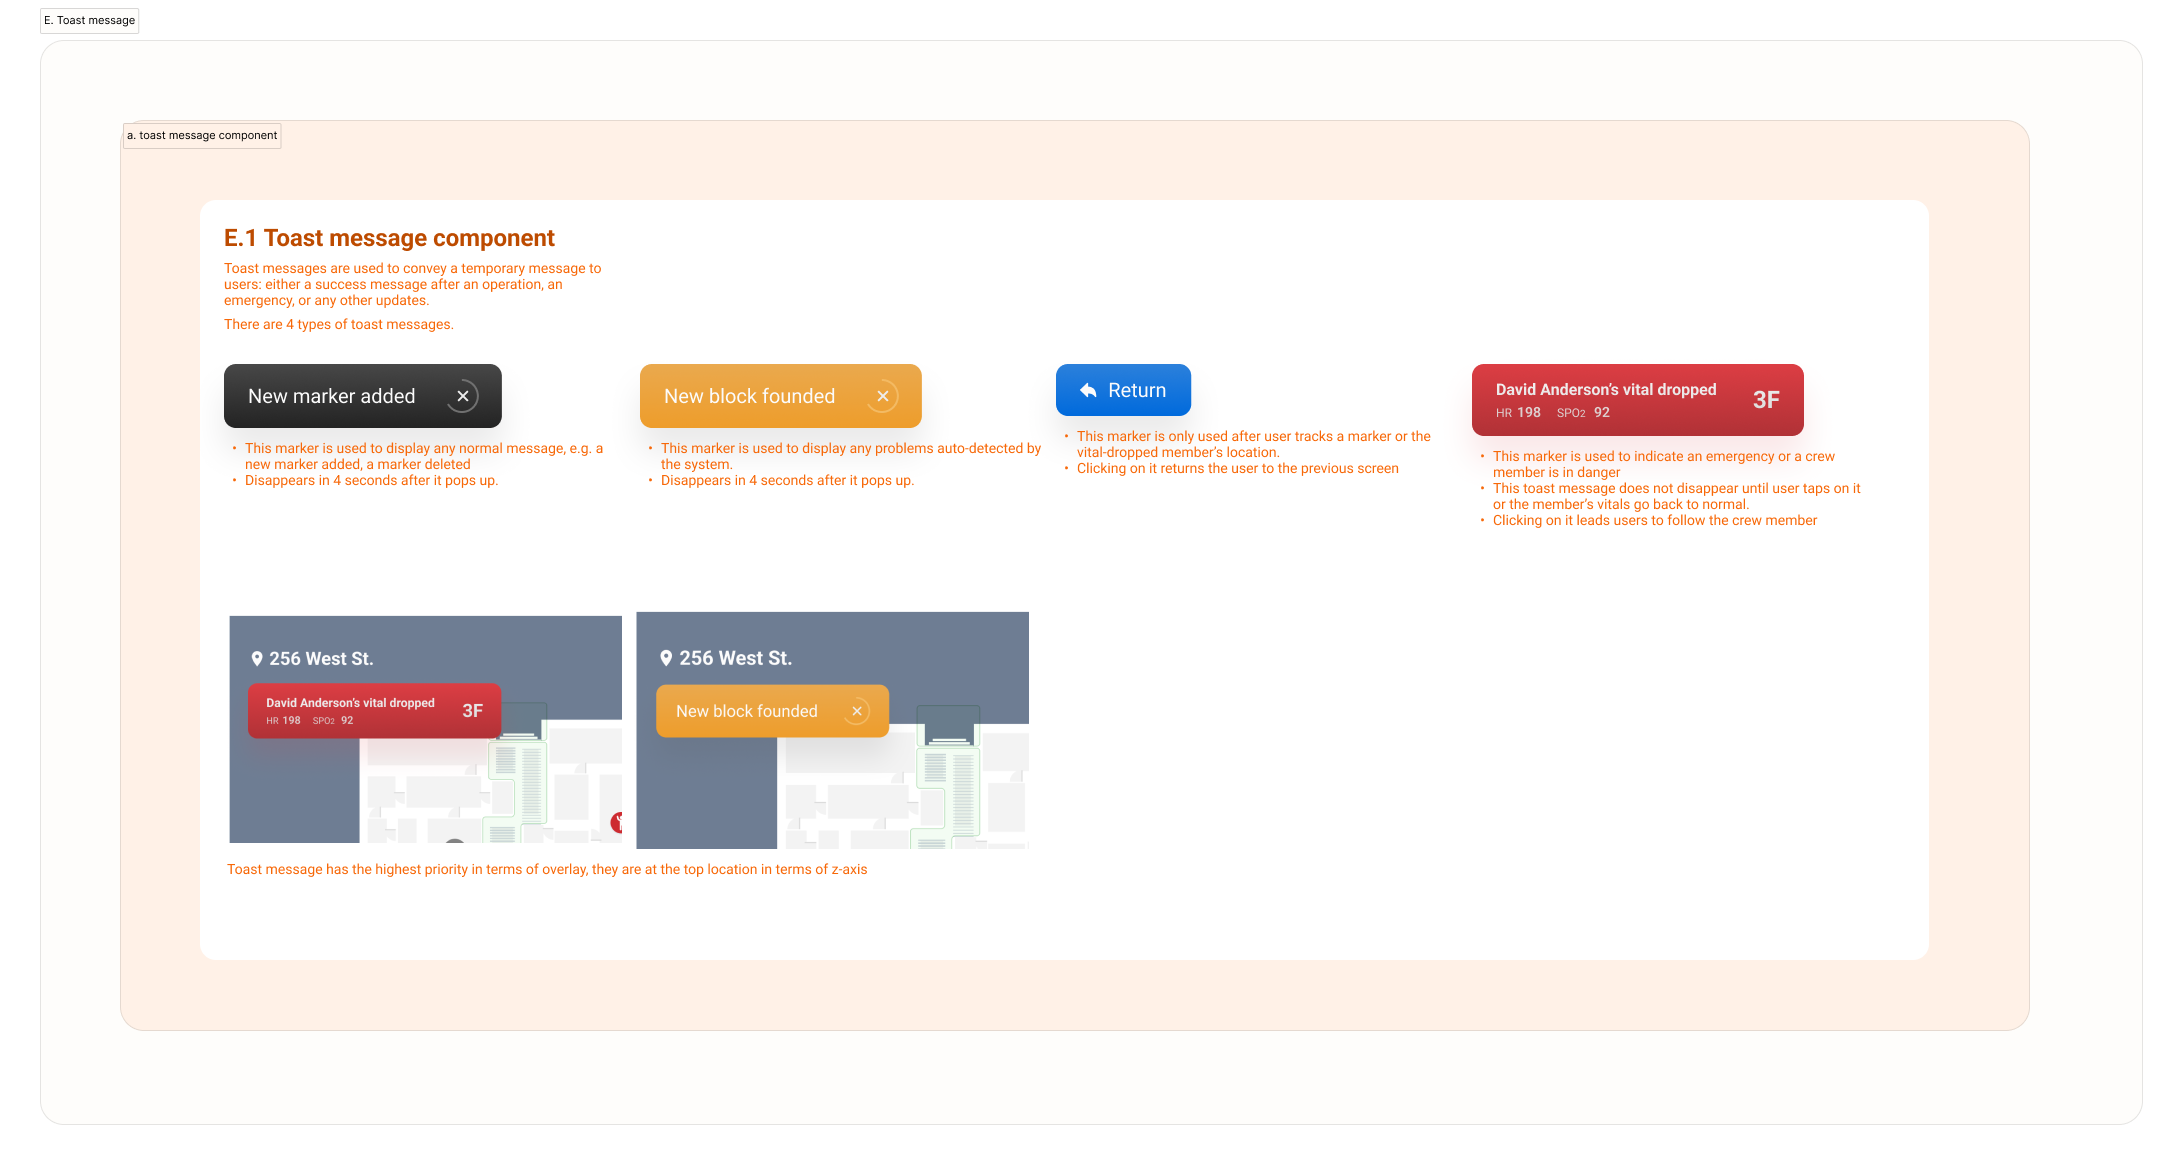 E. Toast message
a. toast message component
E.1 Toast message component
Toast messages are used to convey a temporary message to
users: either a success message after an operation, an
emergency, or any other updates.
There are 4 types of toast messages.
New marker added
• This marker is used to display any normal message, e.g. a
new marker added, a marker deleted
• Disappears in 4 seconds after it pops up.
New block founded
• This marker is used to display any problems auto-detected by
the system.
• Disappears in 4 seconds after it pops up.
Return
• This marker is only used after user tracks a marker or the
vital-dropped member's location.
• Clicking on it returns the user to the previous screen
David Anderson's vital dropped
HR 198 SPO2 92
3F
• This marker is used to indicate an emergency or a crew
member is in danger
• This toast message does not disappear until user taps on it
or the member's vitals go back to normal.
• Clicking on it leads users to follow the crew member
256 West St.
David Anderson's vital dropped
HR 198 SPO2 92
3F
256 West St.
New block founded
Toast message has the highest priority in terms of overlay, they are at the top location in terms of z-axis